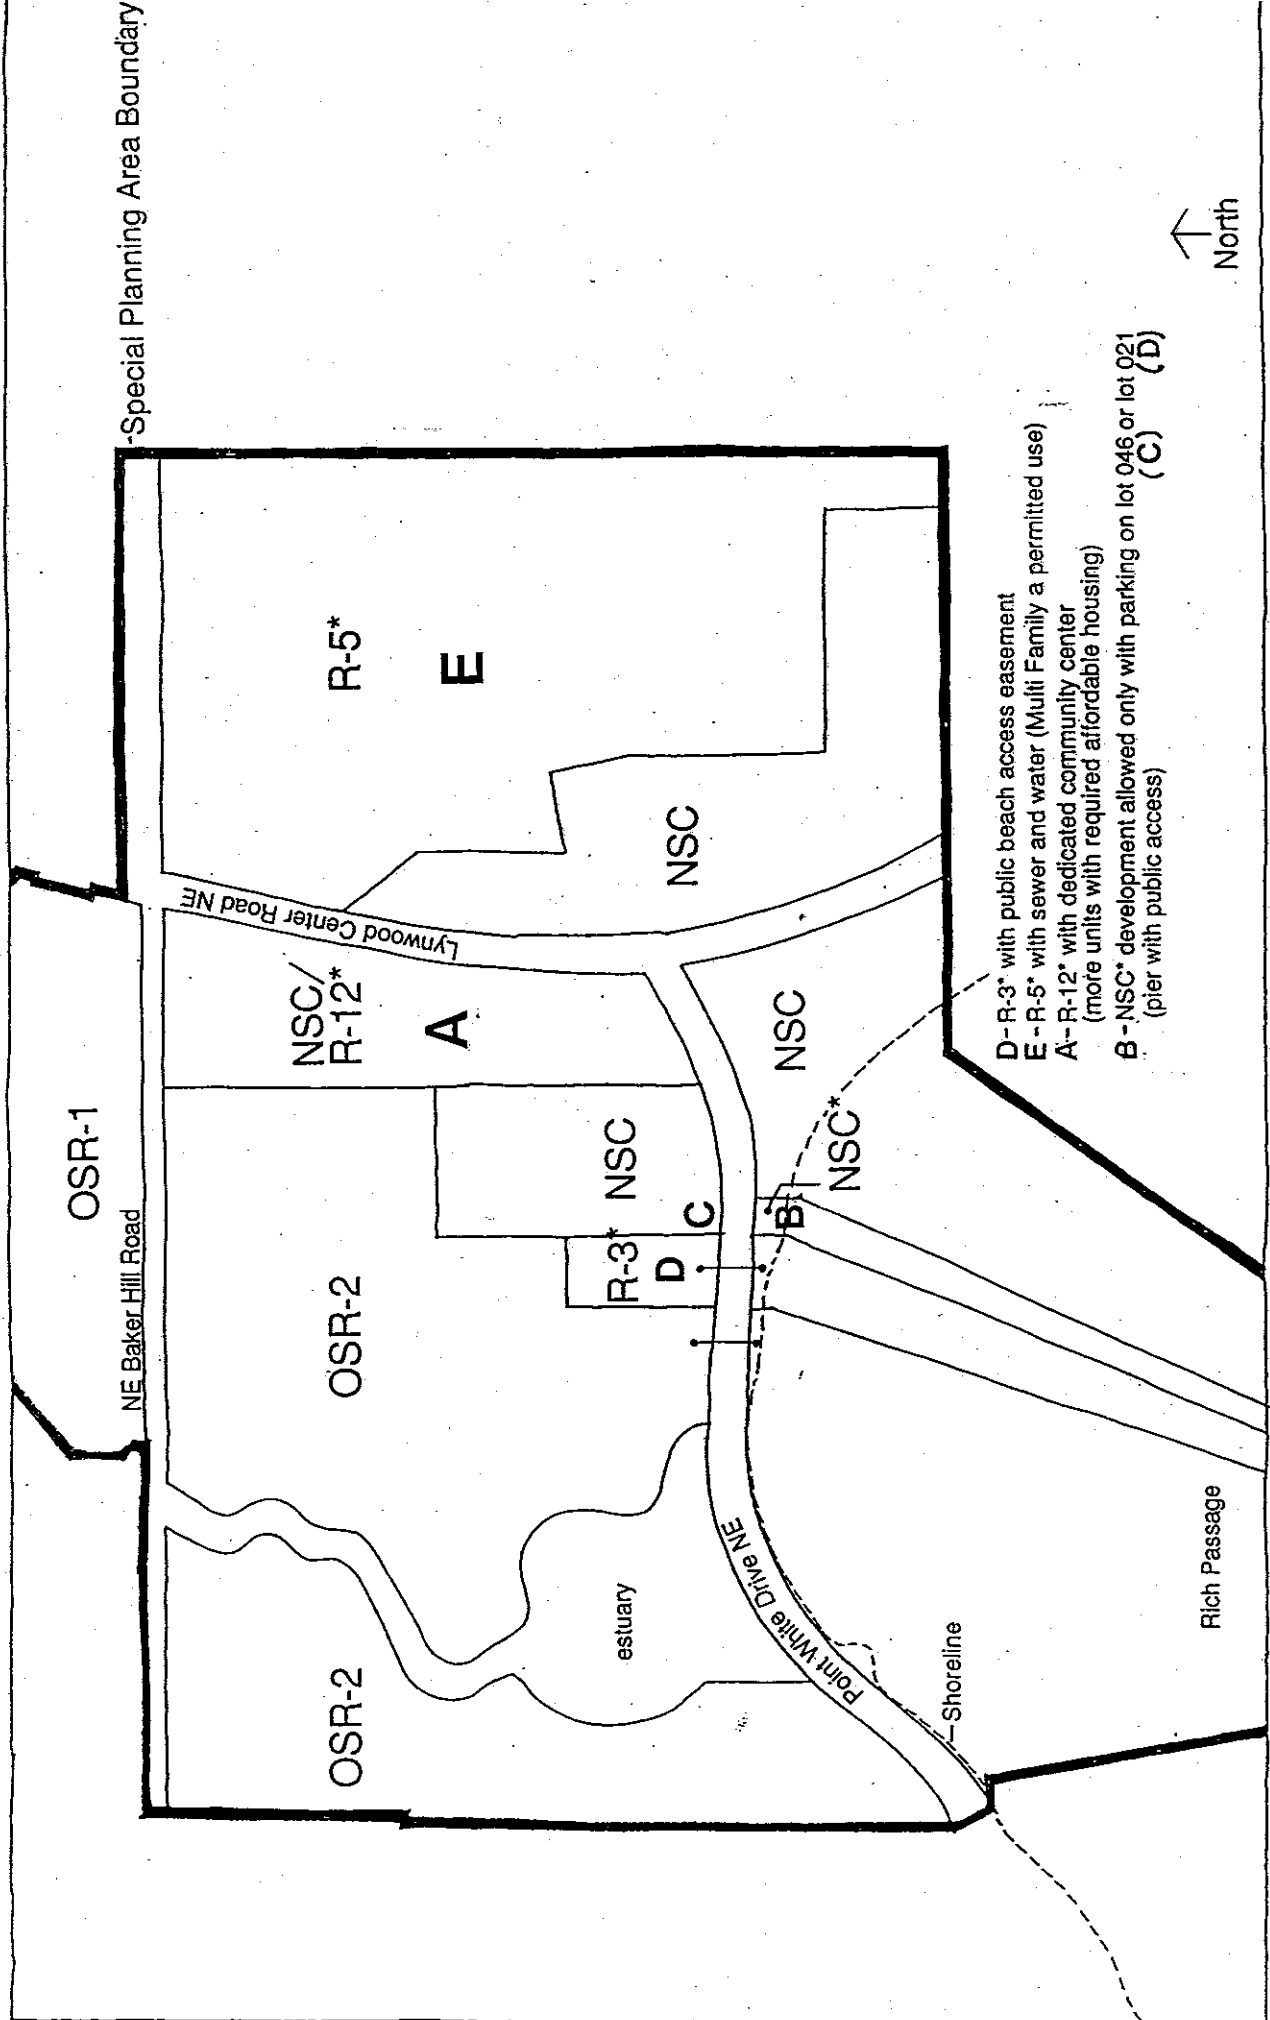 Special Planning Area Boundary
OSR-1
NE Baker Hill Road
OSR-2
OSR-2
NSC/
R-12*
A
Lynwood Center Road NE
R-5*
E
estuary
R-3*
D
NSC
C
NSC
NSC
B
NSC*
Point White Drive NE
Shoreline
Rich Passage
D - R-3* with public beach access easement
E - R-5* with sewer and water (Multi Family a permitted use)
A - R-12* with dedicated community center
(more units with required affordable housing)
B - NSC* development allowed only with parking on lot 046 or lot 021
(C) (D)
(pier with public access)
North